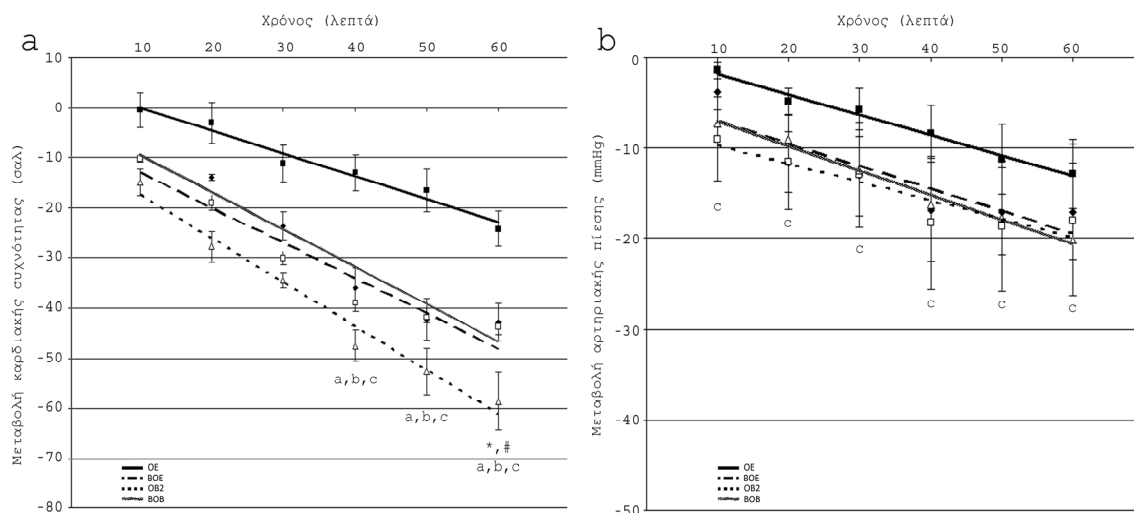 a
Χρόνος (λεπτά)
10 20 30 40 50 60
10
0
-10
-20
-30
-40
-50
-60
-70
-80
Μεταβολή καρδιακής συχνότητας (σαλ)
a,b,c
a,b,c
*,#
a,b,c
OE
BOE
OB2
BOB
b
Χρόνος (λεπτά)
10 20 30 40 50 60
0
-10
-20
-30
-40
-50
Μεταβολή αρτηριακής πίεσης (mmHg)
c
c
c
c
c
c
OE
BOE
OB2
BOB